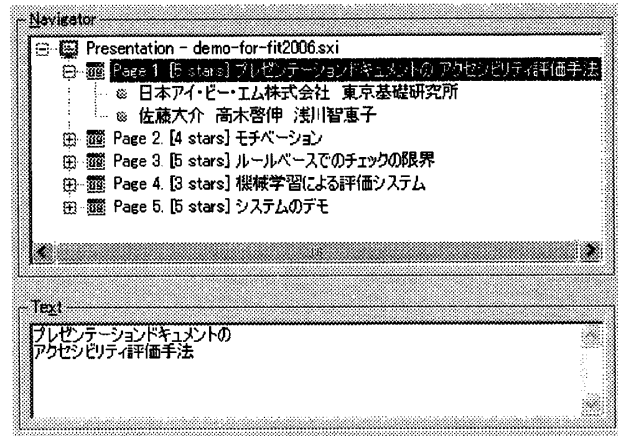 Navigator
Presentation - demo-for-fit2006.sxi
Page 1. [5 stars] プレゼンテーションドキュメントの アクセシビリティ評価手法
日本アイ・ビー・エム株式会社 東京基礎研究所
佐藤大介 高木啓伸 浅川智恵子
Page 2. [4 stars] モチベーション
Page 3. [5 stars] ルールベースでのチェックの限界
Page 4. [3 stars] 機械学習による評価システム
Page 5. [5 stars] システムのデモ
Text
プレゼンテーションドキュメントの
アクセシビリティ評価手法